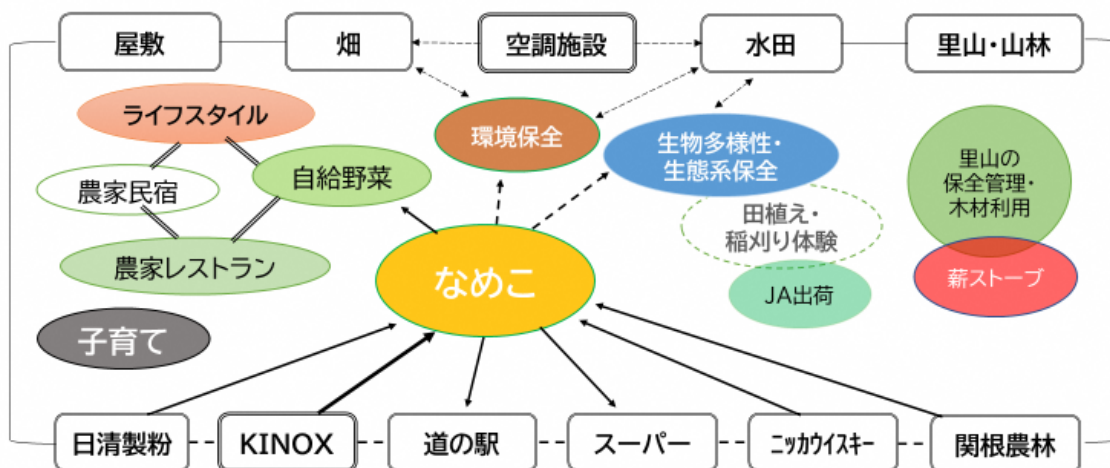 屋敷
畑
空調施設
水田
里山・山林
ライフスタイル
環境保全
生物多様性・
生態系保全
里山の
保全管理・
木材利用
農家民宿
自給野菜
田植え・
稲刈り体験
農家レストラン
なめこ
薪ストーブ
JA出荷
子育て
日清製粉
KINOX
道の駅
スーパー
ニッカウイスキー
関根農林